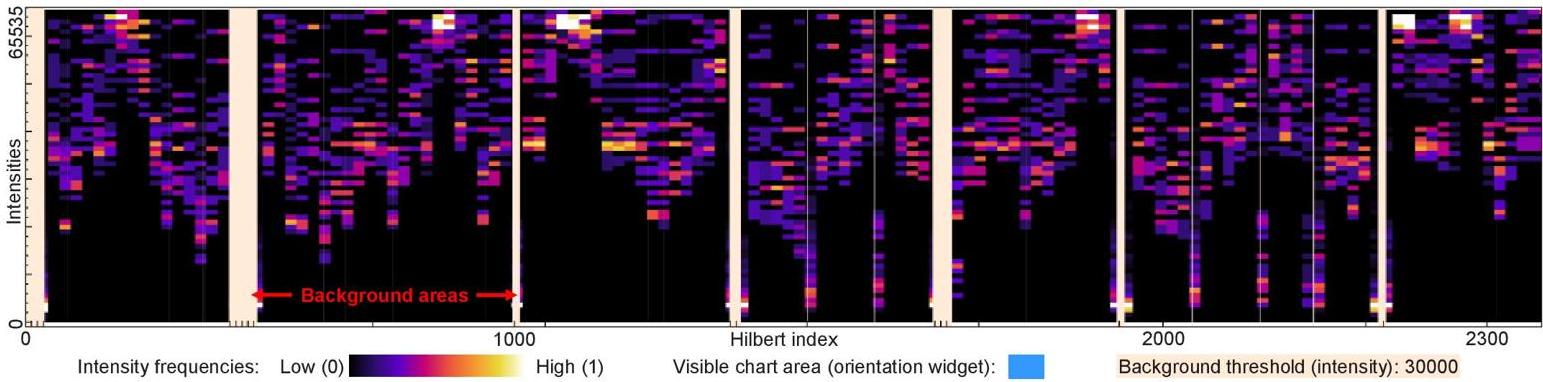 65535
Intensities
0
Background areas
0
1000
Hilbert index
2000
2300
Intensity frequencies: Low (0) High (1) Visible chart area (orientation widget): Background threshold (intensity): 30000